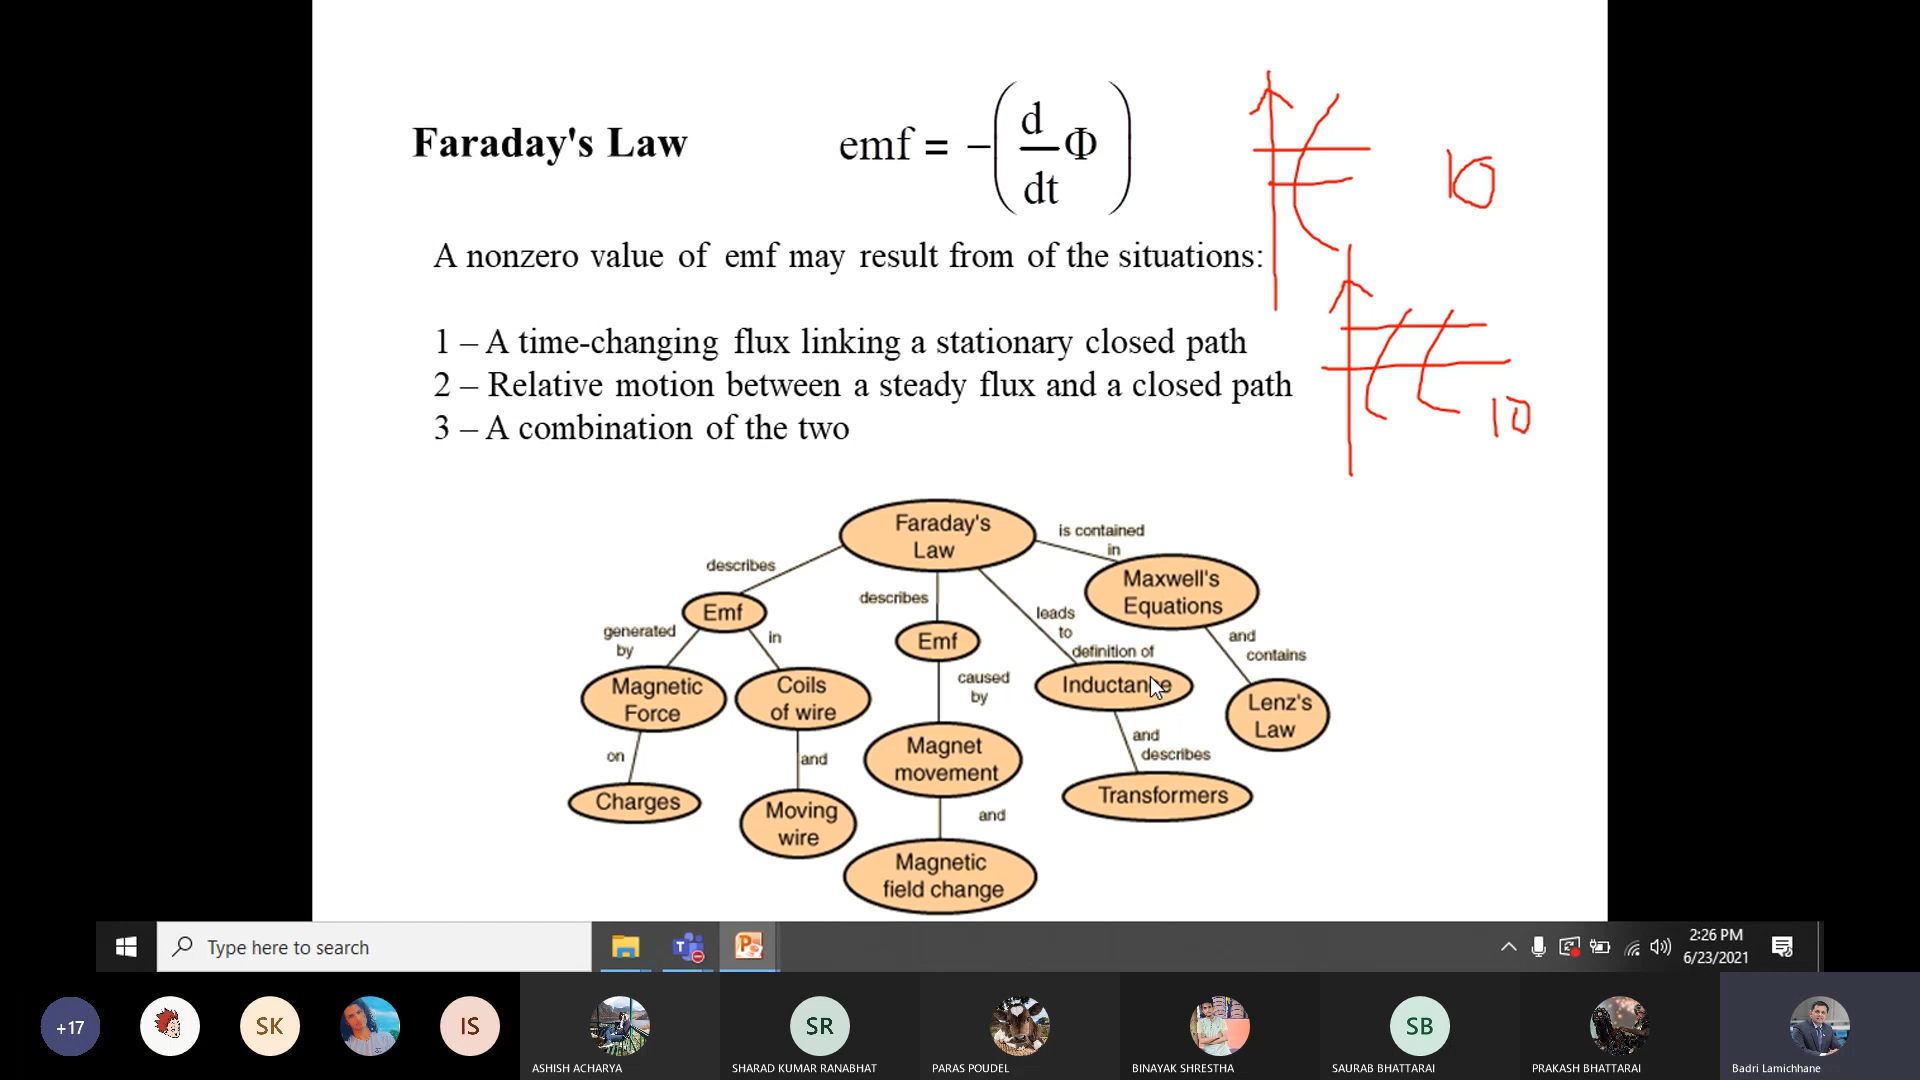 Faraday's Law
emf = −(d/dt Φ)
10
A nonzero value of emf may result from of the situations:
1 – A time-changing flux linking a stationary closed path
2 – Relative motion between a steady flux and a closed path
10
3 – A combination of the two
Faraday's
Law
is contained
in
describes
describes
leads
to
definition of
Maxwell's
Equations
Emf
generated
by
in
Emf
and
contains
Magnetic
Force
Coils
of wire
caused
by
Inductance
Lenz's
Law
on
and
Magnet
movement
and
describes
Charges
Moving
wire
and
Transformers
Magnetic
field change
Type here to search
2:26 PM
6/23/2021
+17
SK
IS
SR
SB
ASHISH ACHARYA
SHARAD KUMAR RANABHAT
PARAS POUDEL
BINAYAK SHRESTHA
SAURAB BHATTARAI
PRAKASH BHATTARAI
Badri Lamichhane